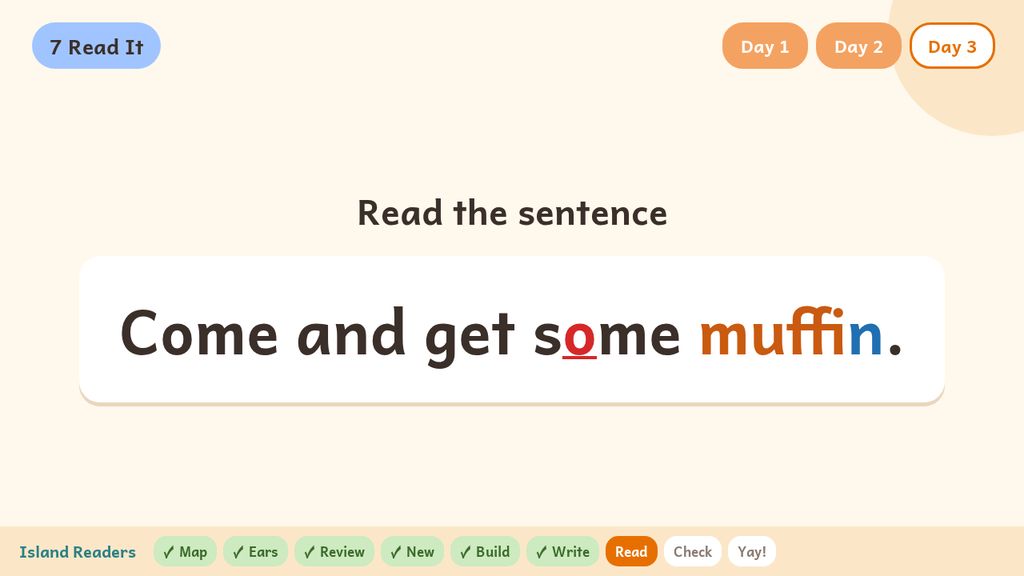 7 Read It
Day 1 Day 2 Day 3
Read the sentence
Come and get some muffin.
Island Readers ✓ Map ✓ Ears ✓ Review ✓ New ✓ Build ✓ Write Read Check Yay!